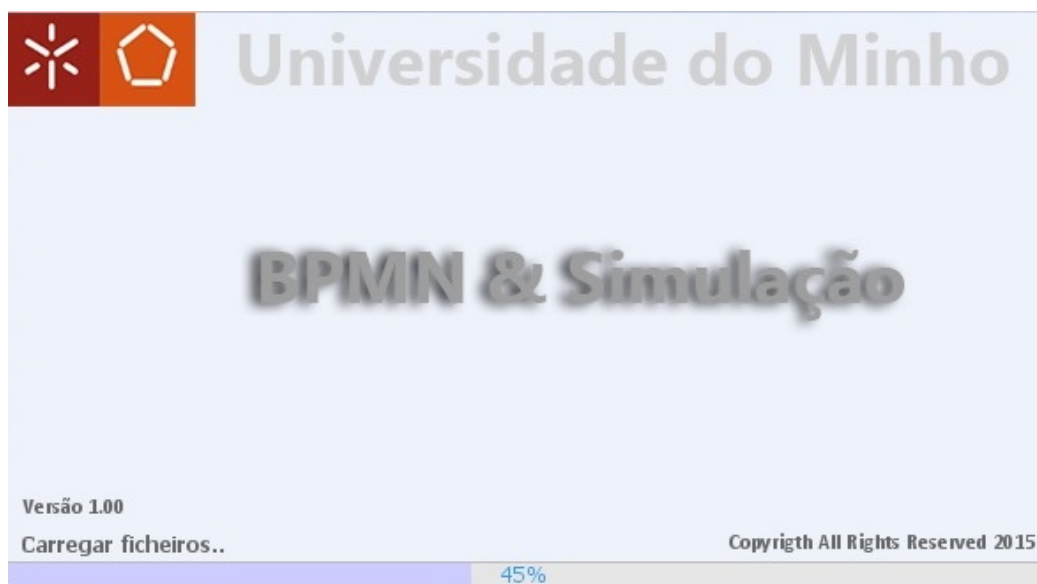 Universidade do Minho
BPMN & Simulação
Versão 1.00
Carregar ficheiros..
Copyrigth All Rights Reserved 2015
45%